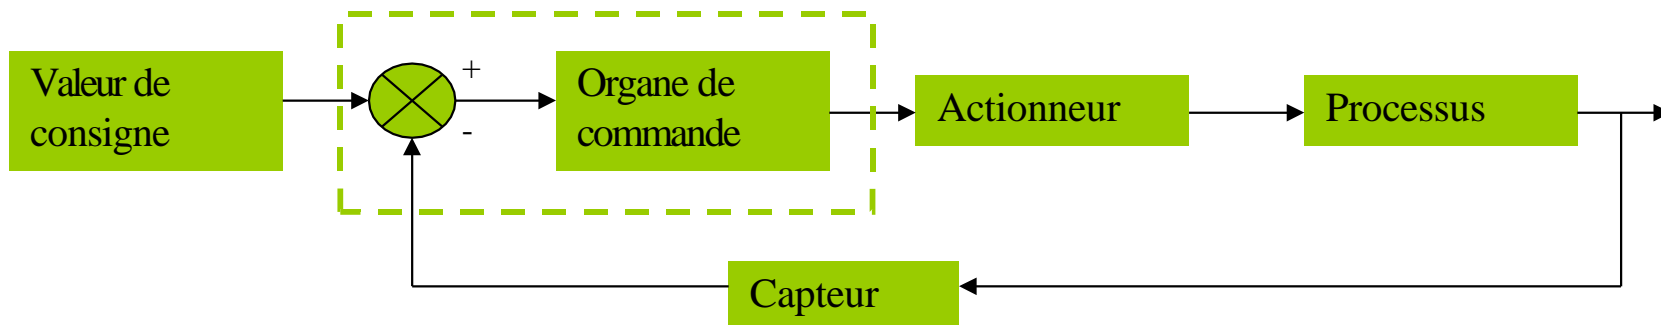 Valeur de
consigne
+
-
Organe de
commande
Actionneur
Processus
Capteur